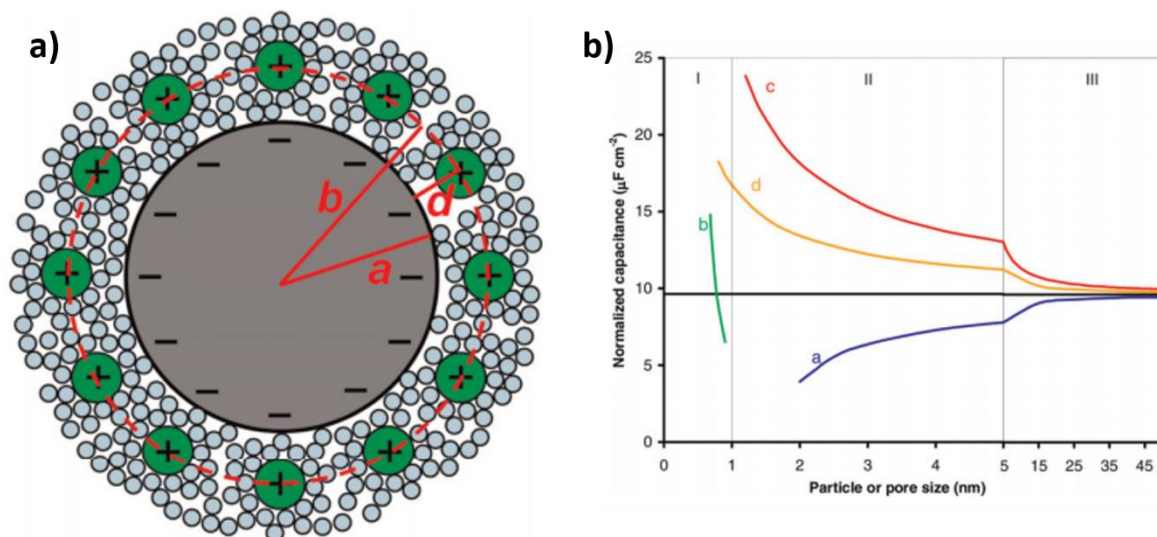 a)
+
b
d
a
b)
Normalized capacitance (µF cm⁻²)
25
20
15
10
5
0
I
II
III
c
d
b
a
0 1 2 3 4 5 15 25 35 45
Particle or pore size (nm)